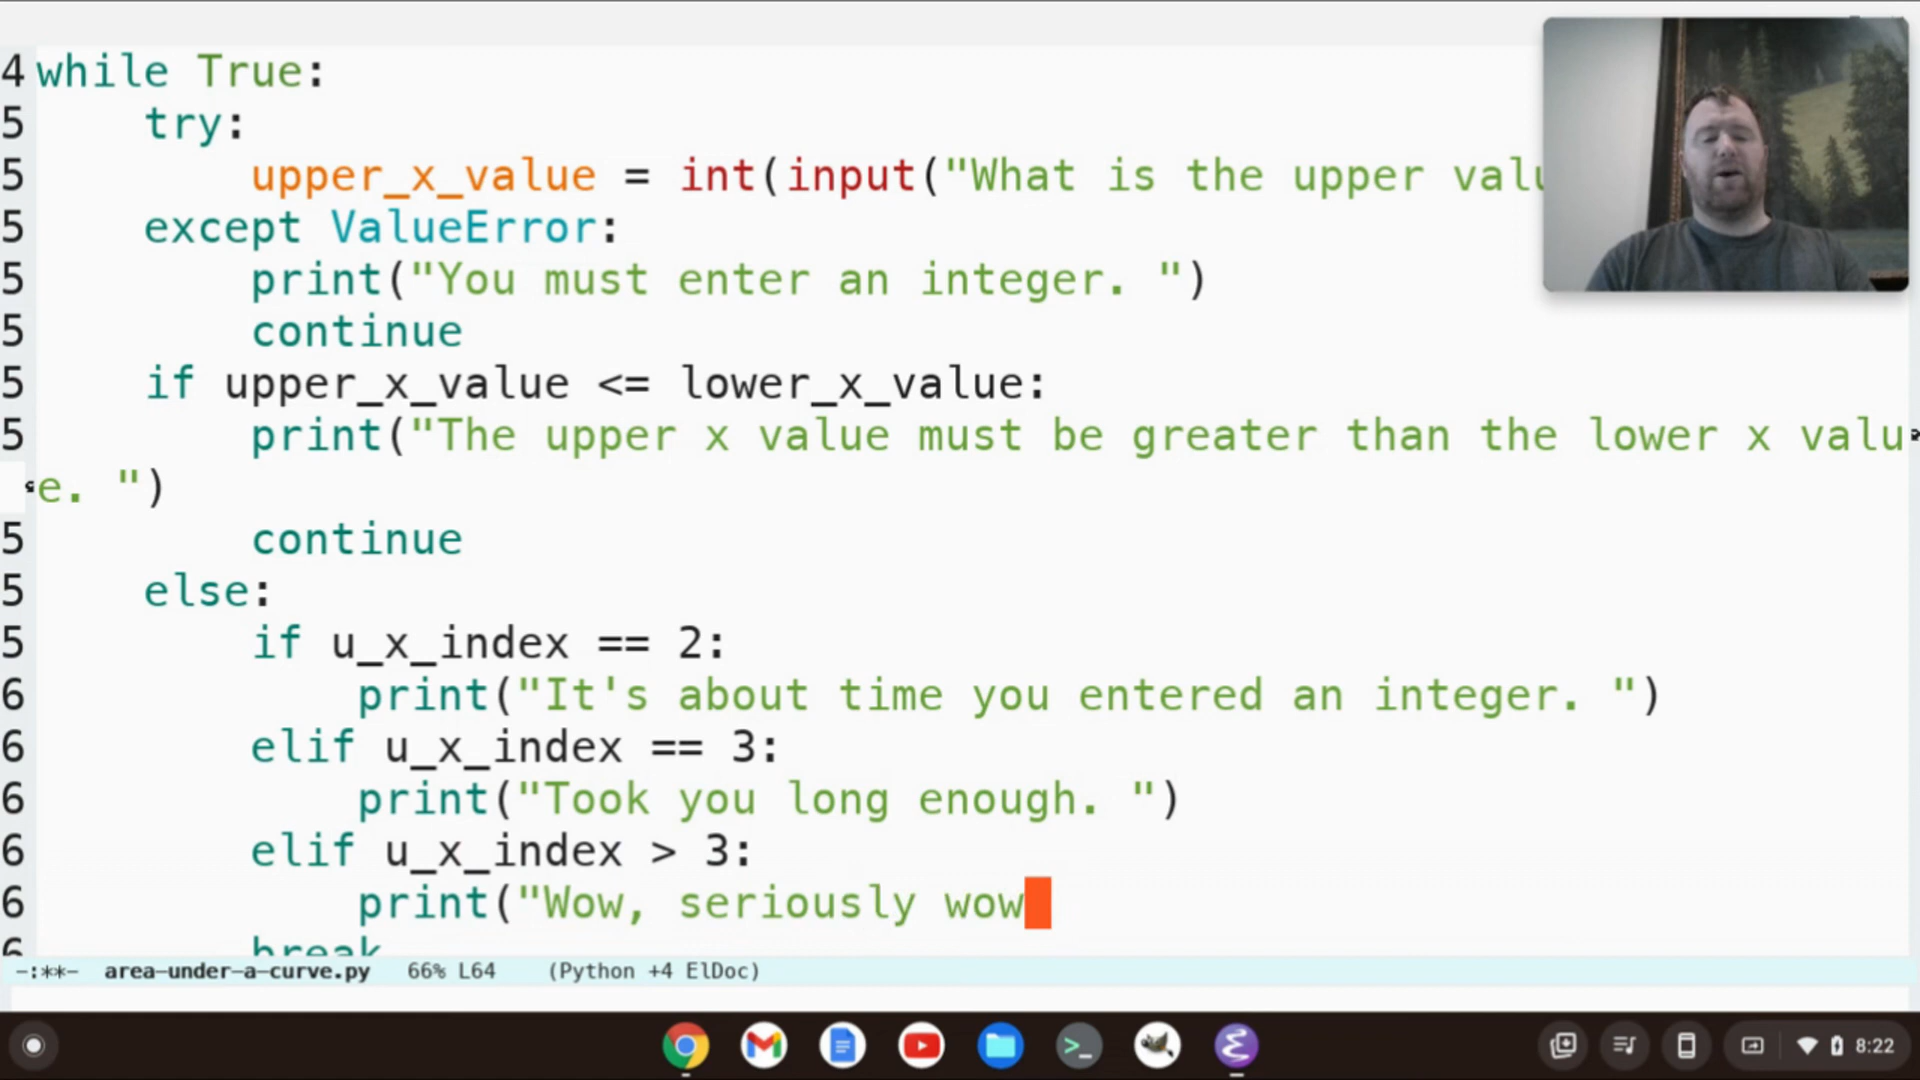 4while True:
5    try:
5        upper_x_value = int(input("What is the upper valu
5    except ValueError:
5        print("You must enter an integer. ")
5        continue
5    if upper_x_value <= lower_x_value:
5        print("The upper x value must be greater than the lower x valu
e. ")
5        continue
5    else:
5        if u_x_index == 2:
6            print("It's about time you entered an integer. ")
6        elif u_x_index == 3:
6            print("Took you long enough. ")
6        elif u_x_index > 3:
6            print("Wow, seriously wow
6        break
-:**-  area-under-a-curve.py   66% L64    (Python +4 ElDoc)
8:22